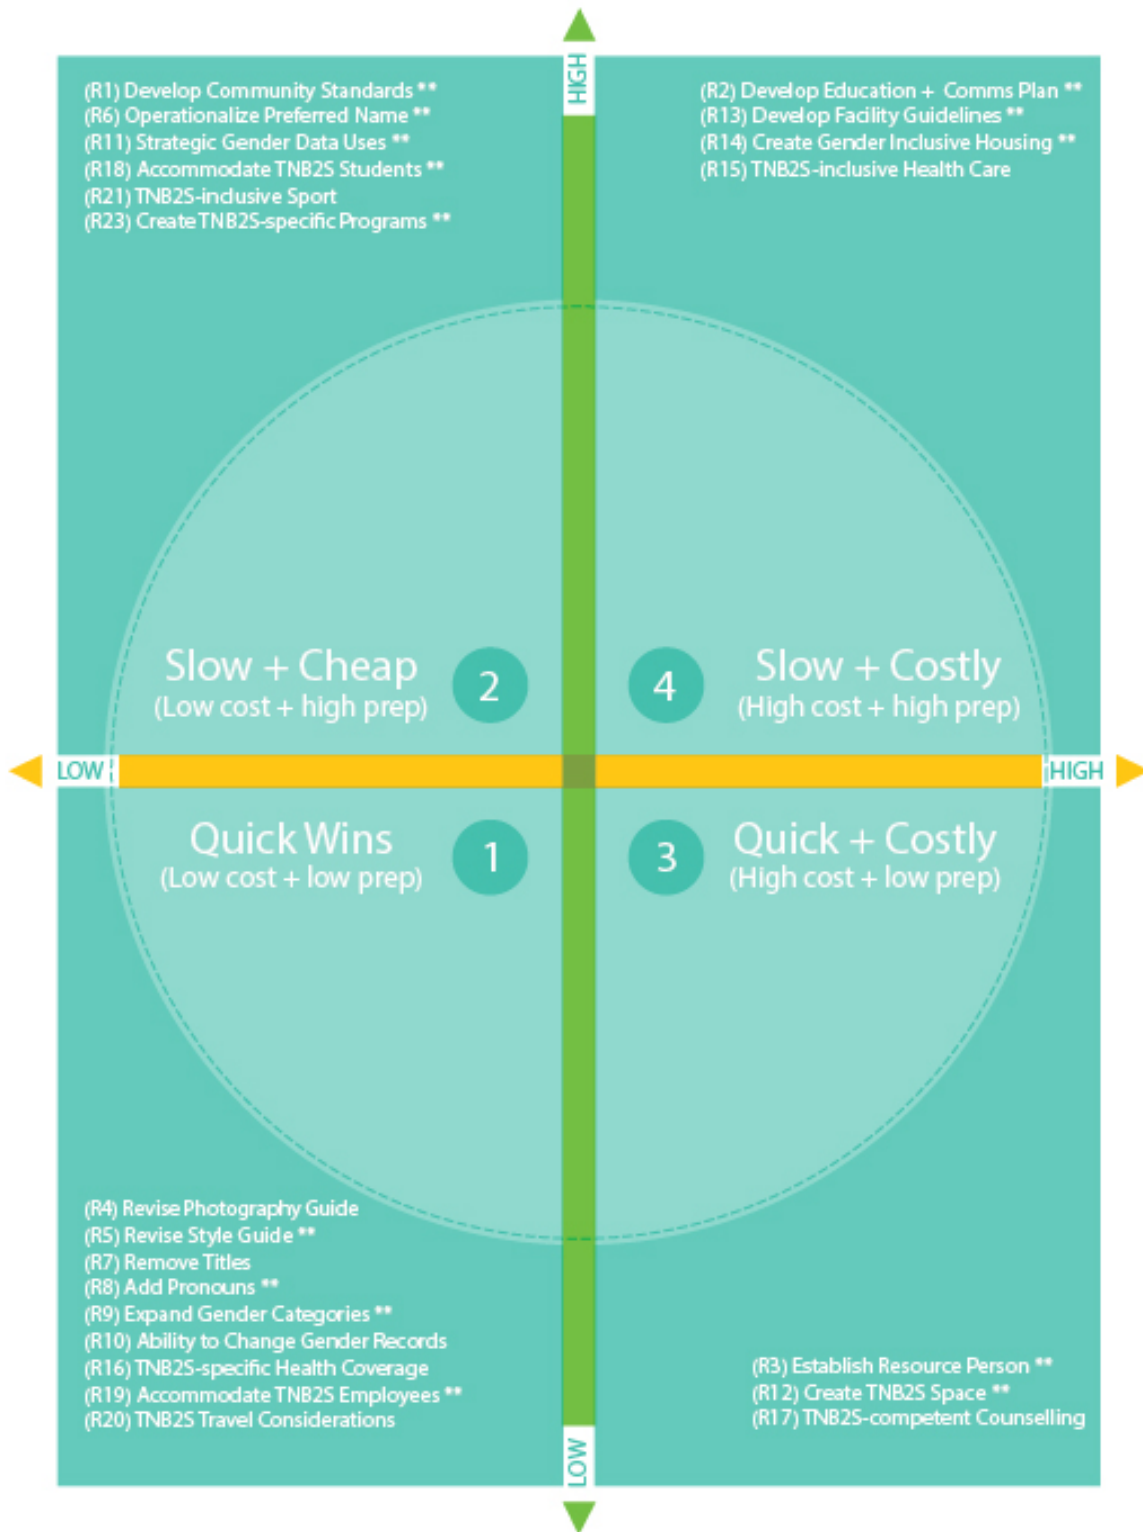 HIGH
(R1) Develop Community Standards **
(R6) Operationalize Preferred Name **
(R11) Strategic Gender Data Uses **
(R18) Accommodate TNB2S Students **
(R21) TNB2S-inclusive Sport
(R23) Create TNB2S-specific Programs **
(R2) Develop Education + Comms Plan **
(R13) Develop Facility Guidelines **
(R14) Create Gender Inclusive Housing **
(R15) TNB2S-inclusive Health Care
Slow + Cheap
(Low cost + high prep)
2
4
Slow + Costly
(High cost + high prep)
LOW
HIGH
Quick Wins
(Low cost + low prep)
1
3
Quick + Costly
(High cost + low prep)
(R4) Revise Photography Guide
(R5) Revise Style Guide **
(R7) Remove Titles
(R8) Add Pronouns **
(R9) Expand Gender Categories **
(R10) Ability to Change Gender Records
(R16) TNB2S-specific Health Coverage
(R19) Accommodate TNB2S Employees **
(R20) TNB2S Travel Considerations
(R3) Establish Resource Person **
(R12) Create TNB2S Space **
(R17) TNB2S-competent Counselling
LOW